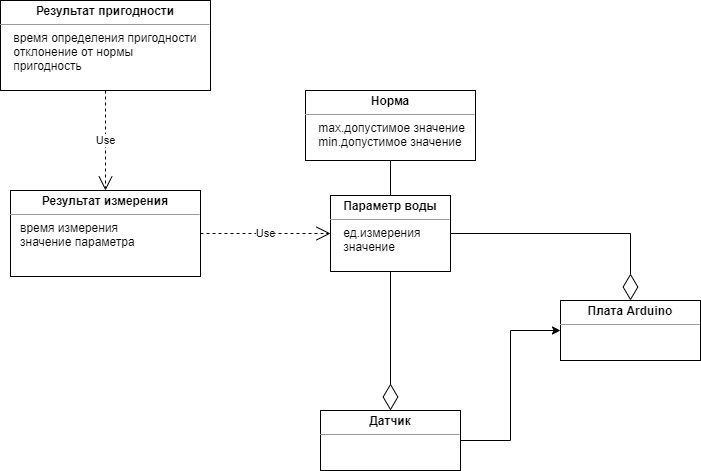 Результат пригодности
время определения пригодности
отклонение от нормы
пригодность
Use
Результат измерения
время измерения
значение параметра
Use
Норма
max.допустимое значение
min.допустимое значение
Параметр воды
ед.измерения
значение
Плата Arduino
Датчик